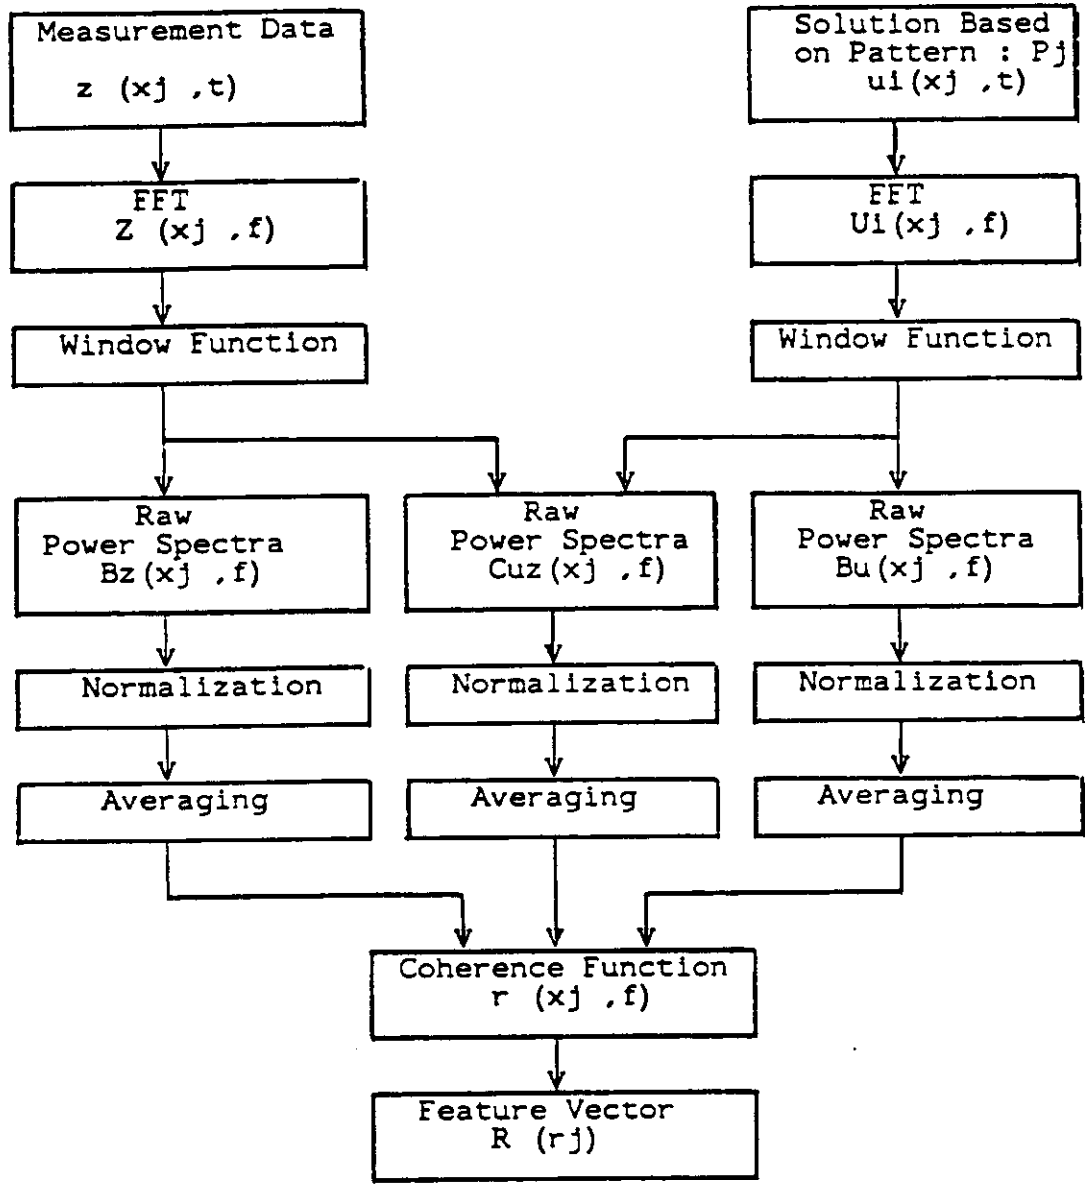 Measurement Data
z (xj ,t)
Solution Based
on Pattern : Pj
ui(xj ,t)
FFT
Z (xj ,f)
FFT
Ui(xj ,f)
Window Function
Window Function
Raw
Power Spectra
Bz(xj ,f)
Raw
Power Spectra
Cuz(xj ,f)
Raw
Power Spectra
Bu(xj ,f)
Normalization
Normalization
Normalization
Averaging
Averaging
Averaging
Coherence Function
r (xj ,f)
Feature Vector
R (rj)